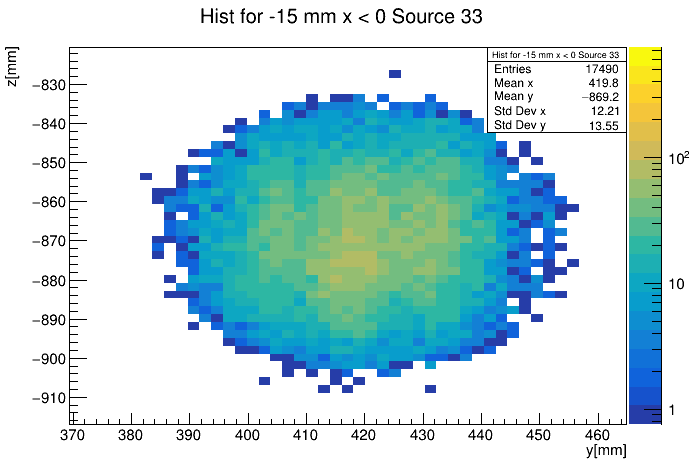 Hist for -15 mm x < 0 Source 33
z[mm]
Hist for -15 mm x < 0 Source 33
Entries 17490
Mean x 419.8
Mean y −869.2
Std Dev x 12.21
Std Dev y 13.55
−830
−840
−850
−860
−870
−880
−890
−900
−910
10²
10
1
370 380 390 400 410 420 430 440 450 460
y[mm]